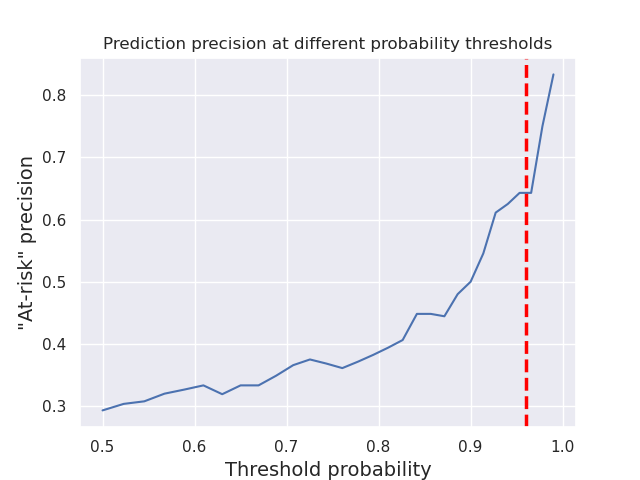 Prediction precision at different probability thresholds
"At-risk" precision
0.8
0.7
0.6
0.5
0.4
0.3
0.5 0.6 0.7 0.8 0.9 1.0
Threshold probability